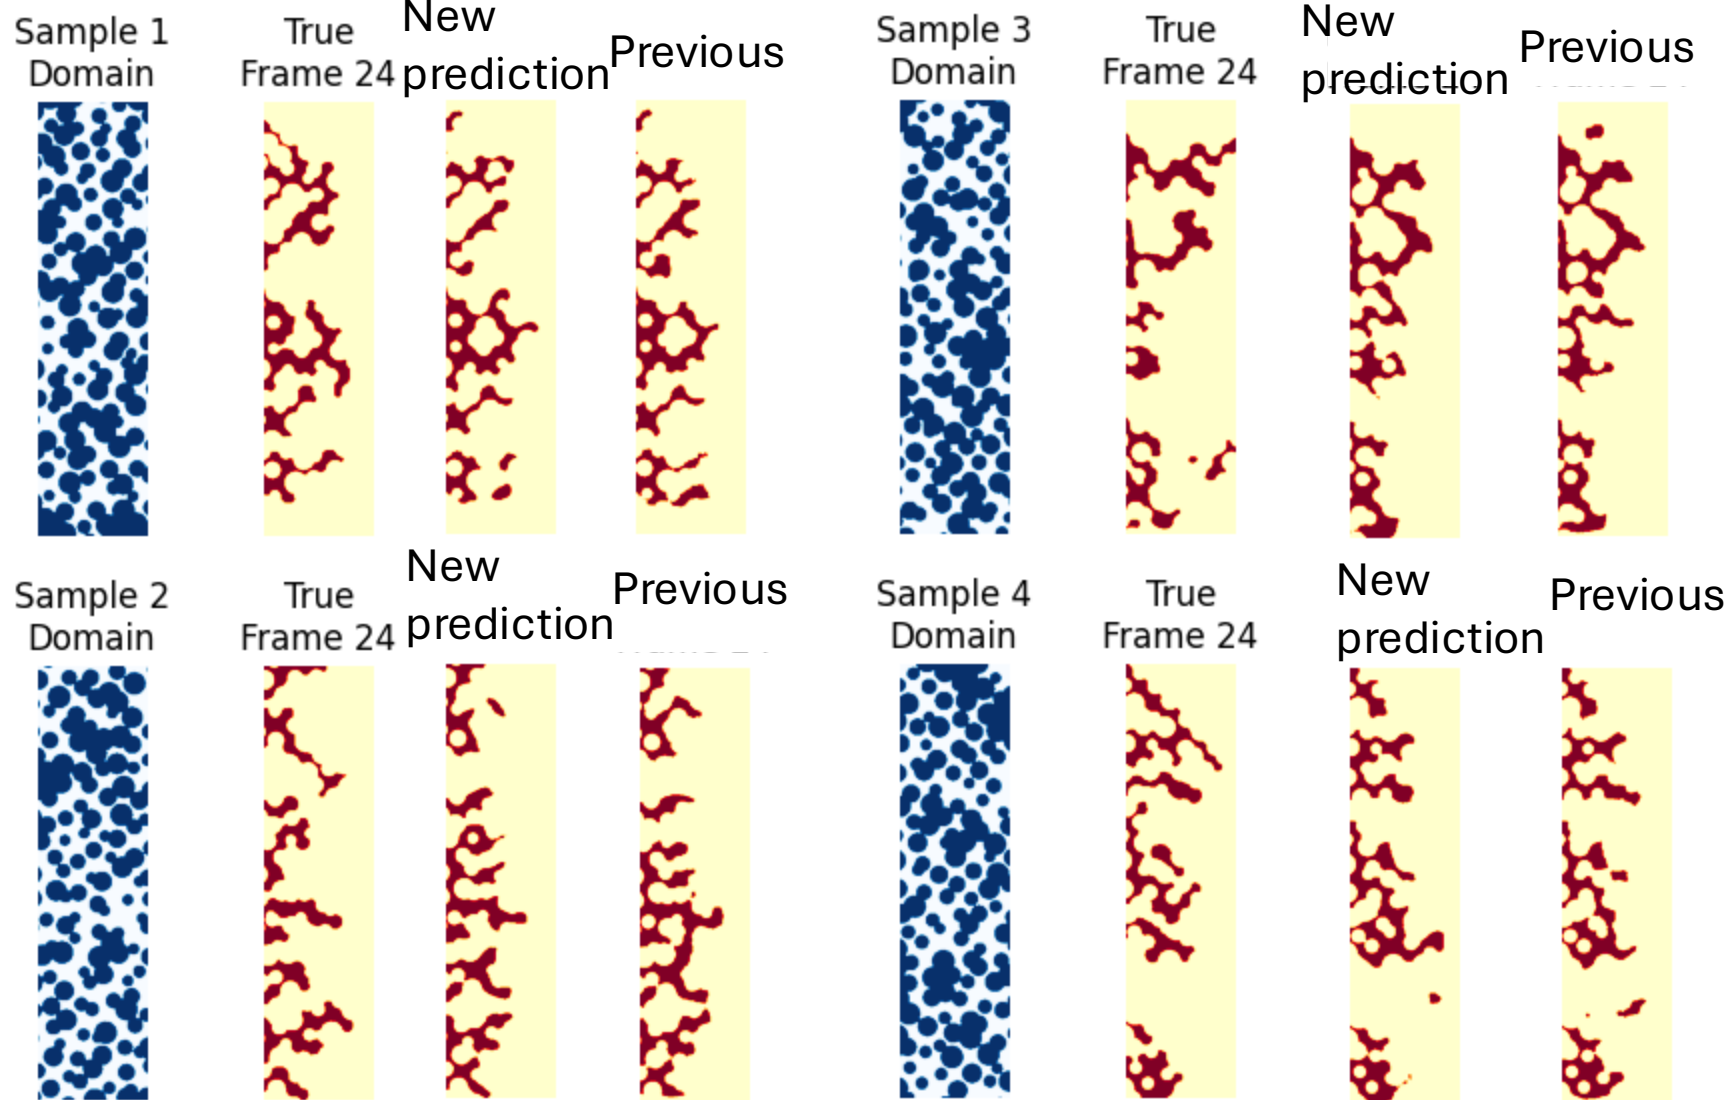 Sample 1
Domain
True
Frame 24
New
prediction
Previous
Sample 3
Domain
True
Frame 24
New
prediction
Previous
Sample 2
Domain
True
Frame 24
New
prediction
Previous
Sample 4
Domain
True
Frame 24
New
prediction
Previous